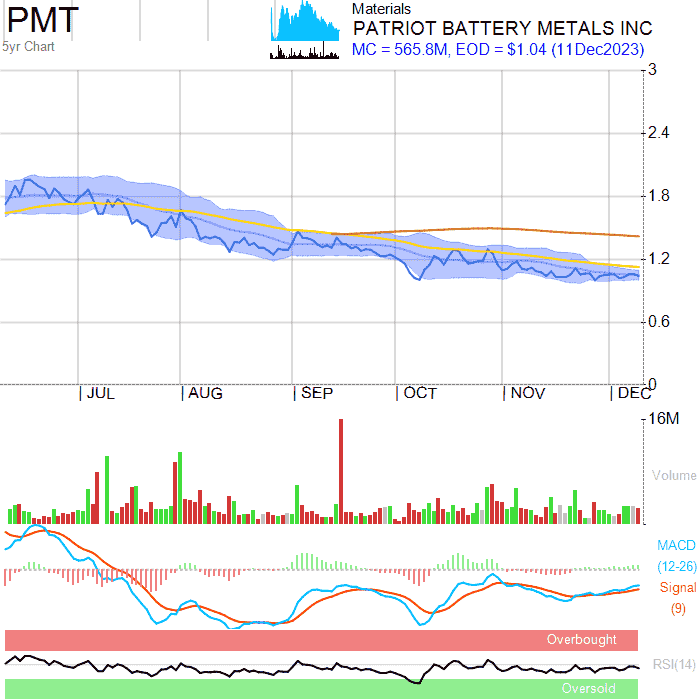 PMT
5yr Chart
Materials
PATRIOT BATTERY METALS INC
MC = 565.8M, EOD = $1.04 (11Dec2023)
3
2.4
1.8
1.2
0.6
0
JUL
AUG
SEP
OCT
NOV
DEC
16M
Volume
MACD
(12-26)
Signal
(9)
Overbought
RSI(14)
Oversold